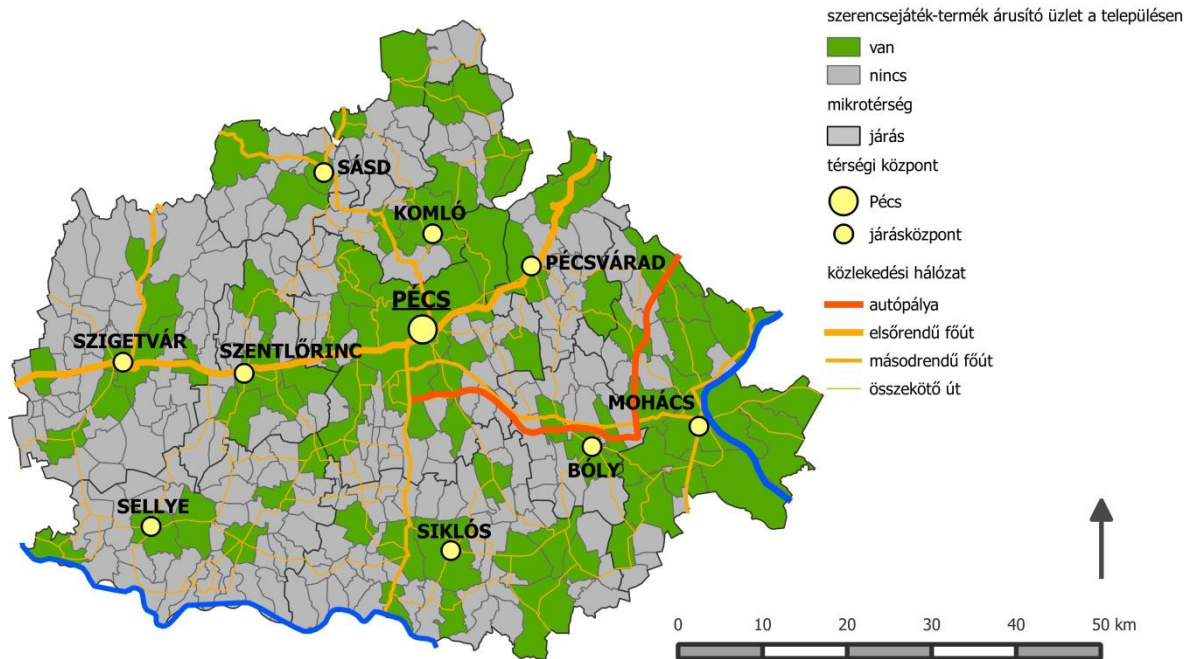 szerencsejáték-termék árusító üzlet a településen
van
nincs
mikrotérség
járás
térségi központ
Pécs
járásközpont
közlekedési hálózat
autópálya
elsőrendű főút
másodrendű főút
összekötő út
SÁSD
KOMLÓ
PÉCSVÁRAD
PÉCS
SZIGETVÁR
SZENTLŐRINC
MOHÁCS
BÓLY
SELLYE
SIKLÓS
0 10 20 30 40 50 km